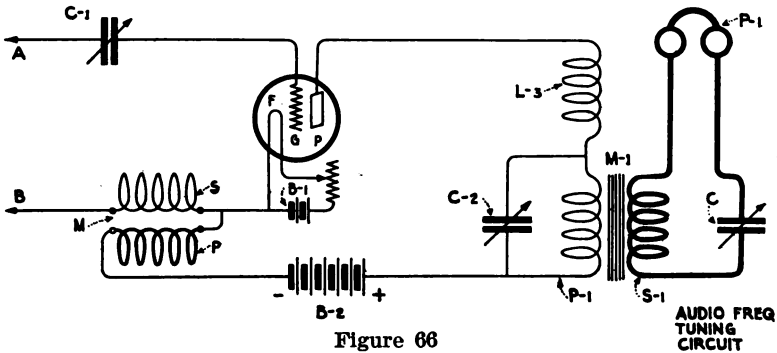 C-1
P-1
A
L-3
F
G P
M-1
B-1
B
S
C-2
C
M
P
- +
P-1
S-1
B-2
AUDIO FREQ
TUNING
CIRCUIT
Figure 66